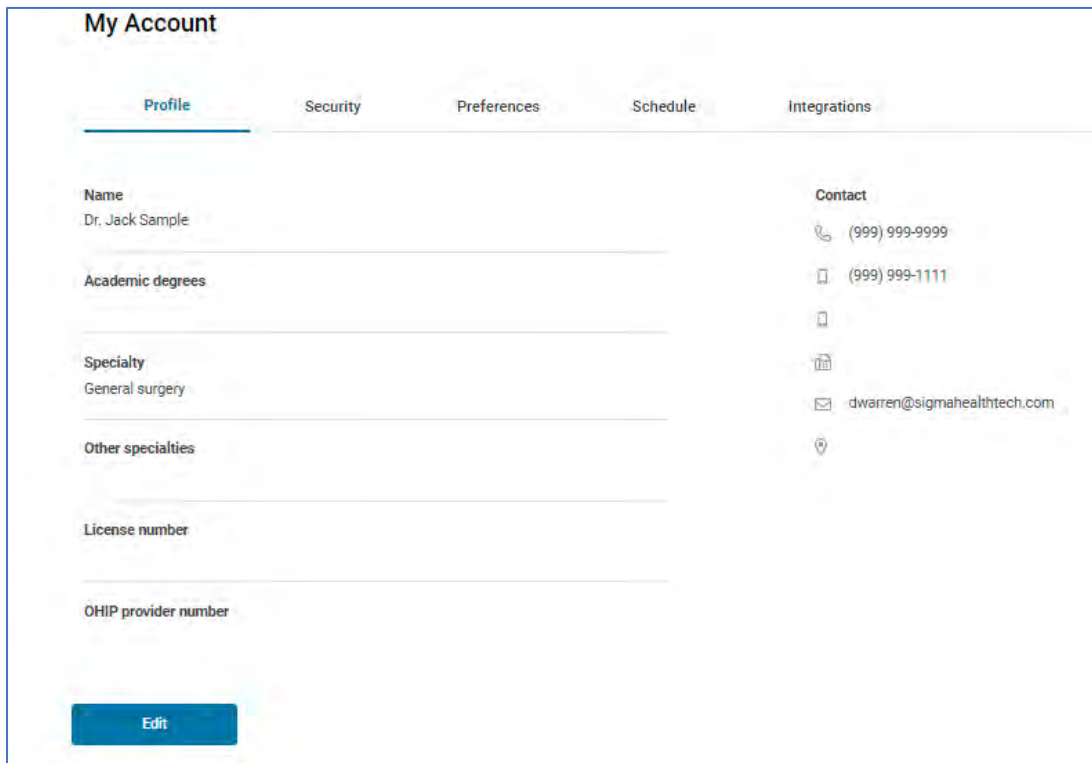 My Account
Profile Security Preferences Schedule Integrations
Name
Dr. Jack Sample
Academic degrees
Specialty
General surgery
Other specialties
License number
OHIP provider number
Edit
Contact
(999) 999-9999
(999) 999-1111
dwarren@sigmahealthtech.com